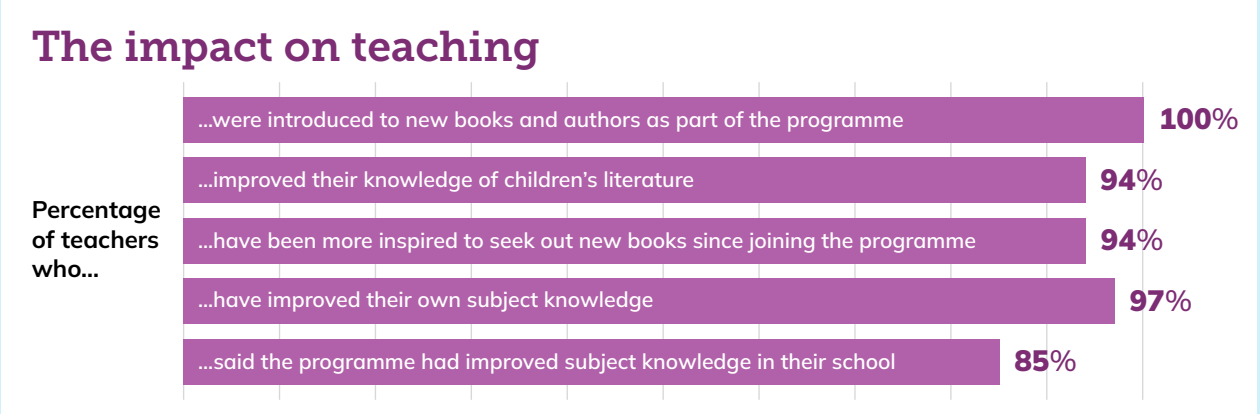 The impact on teaching
Percentage
of teachers
who...
...were introduced to new books and authors as part of the programme
100%
...improved their knowledge of children’s literature
94%
...have been more inspired to seek out new books since joining the programme
94%
...have improved their own subject knowledge
97%
...said the programme had improved subject knowledge in their school
85%